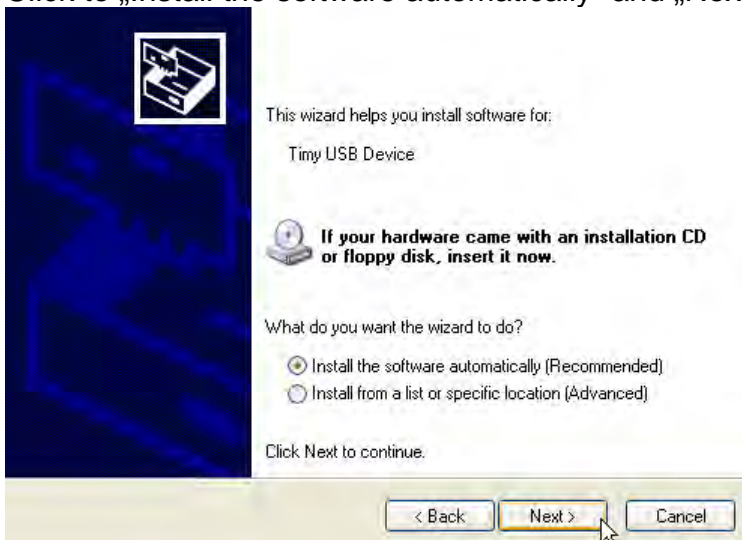 This wizard helps you install software for:
Timy USB Device
If your hardware came with an installation CD
or floppy disk, insert it now.
What do you want the wizard to do?
Install the software automatically (Recommended)
Install from a list or specific location (Advanced)
Click Next to continue.
< Back Next > Cancel